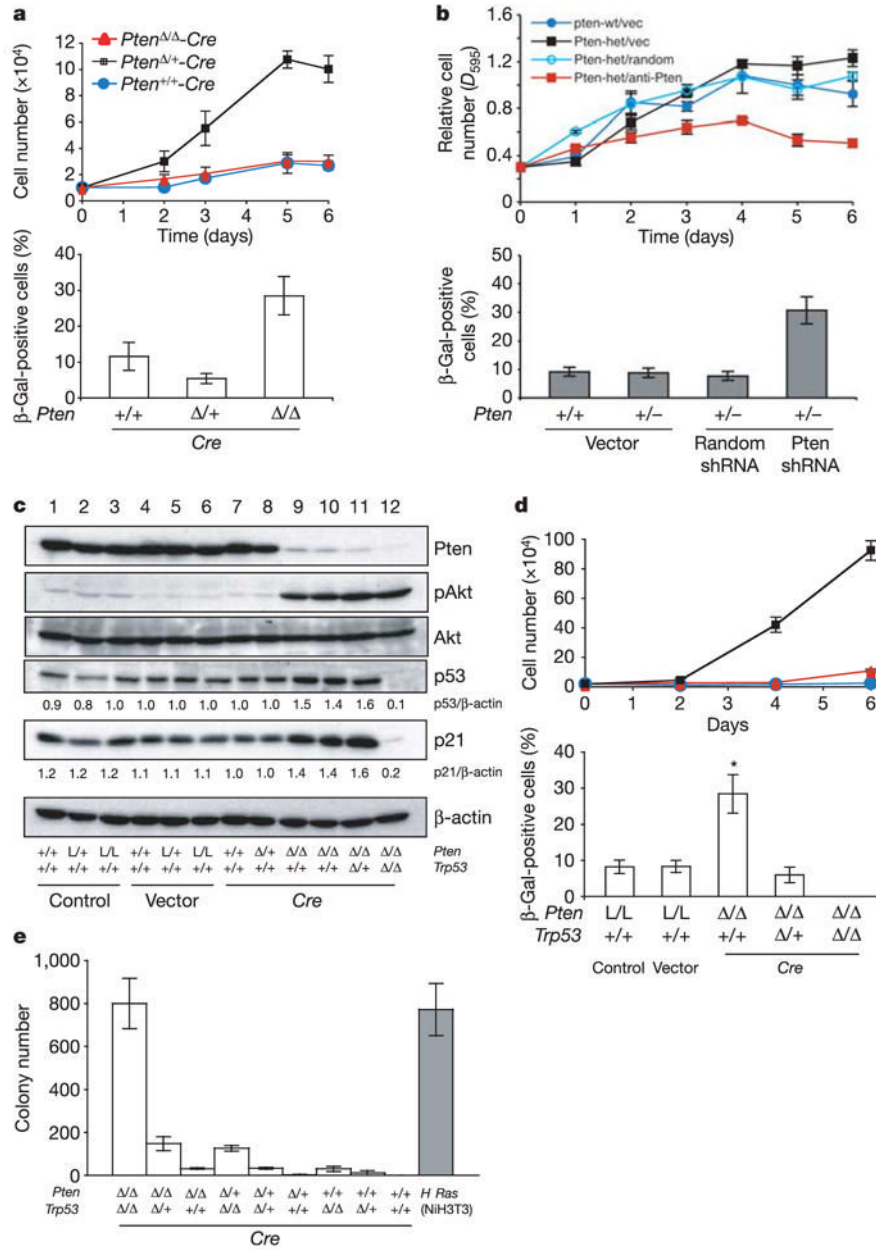 a
Pten^Δ/Δ-Cre
Pten^Δ/+-Cre
Pten^+/+-Cre
Cell number (×10⁴)
12
10
8
6
4
2
0
0 1 2 3 4 5 6
Time (days)
β-Gal-positive cells (%)
40
30
20
10
0
Pten +/+ Δ/+ Δ/Δ
Cre
b
pten-wt/vec
Pten-het/vec
Pten-het/random
Pten-het/anti-Pten
Relative cell
number (D₅₉₅)
1.6
1.2
0.8
0.4
0
0 1 2 3 4 5 6
Time (days)
β-Gal-positive
cells (%)
50
40
30
20
10
0
Pten +/+ +/− +/− +/−
Vector Random shRNA Pten shRNA
c
1 2 3 4 5 6 7 8 9 10 11 12
Pten
pAkt
Akt
p53
0.9 0.8 1.0 1.0 1.0 1.0 1.0 1.0 1.5 1.4 1.6 0.1 p53/β-actin
p21
1.2 1.2 1.2 1.1 1.1 1.1 1.0 1.0 1.4 1.4 1.6 0.2 p21/β-actin
β-actin
+/+ L/+ L/L +/+ L/+ L/L +/+ Δ/+ Δ/Δ Δ/Δ Δ/Δ Δ/Δ Pten
+/+ +/+ +/+ +/+ +/+ +/+ +/+ +/+ +/+ +/+ Δ/+ Δ/Δ Trp53
Control Vector Cre
d
Cell number (×10⁴)
100
80
60
40
20
0
0 2 4 6
Days
β-Gal-positive cells (%)
40
30
20
10
0
*
Pten L/L L/L Δ/Δ Δ/Δ Δ/Δ
Trp53 +/+ +/+ +/+ Δ/+ Δ/Δ
Control Vector Cre
e
Colony number
1,000
800
600
400
200
0
Pten Δ/Δ Δ/Δ Δ/Δ Δ/+ Δ/+ Δ/+ +/+ +/+ +/+ H Ras
Trp53 Δ/Δ Δ/+ +/+ Δ/Δ Δ/+ +/+ Δ/Δ Δ/+ +/+ (NiH3T3)
Cre